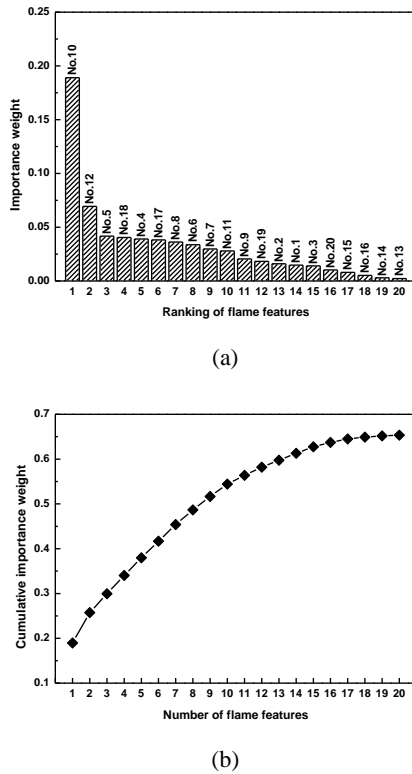 0.25
0.20
0.15
0.10
0.05
0.00
Importance weight
No.10
No.12
No.5
No.18
No.4
No.17
No.8
No.6
No.7
No.11
No.9
No.19
No.2
No.1
No.3
No.20
No.15
No.16
No.14
No.13
1 2 3 4 5 6 7 8 9 10 11 12 13 14 15 16 17 18 19 20
Ranking of flame features
(a)
0.7
0.6
0.5
0.4
0.3
0.2
0.1
Cumulative importance weight
1 2 3 4 5 6 7 8 9 10 11 12 13 14 15 16 17 18 19 20
Number of flame features
(b)